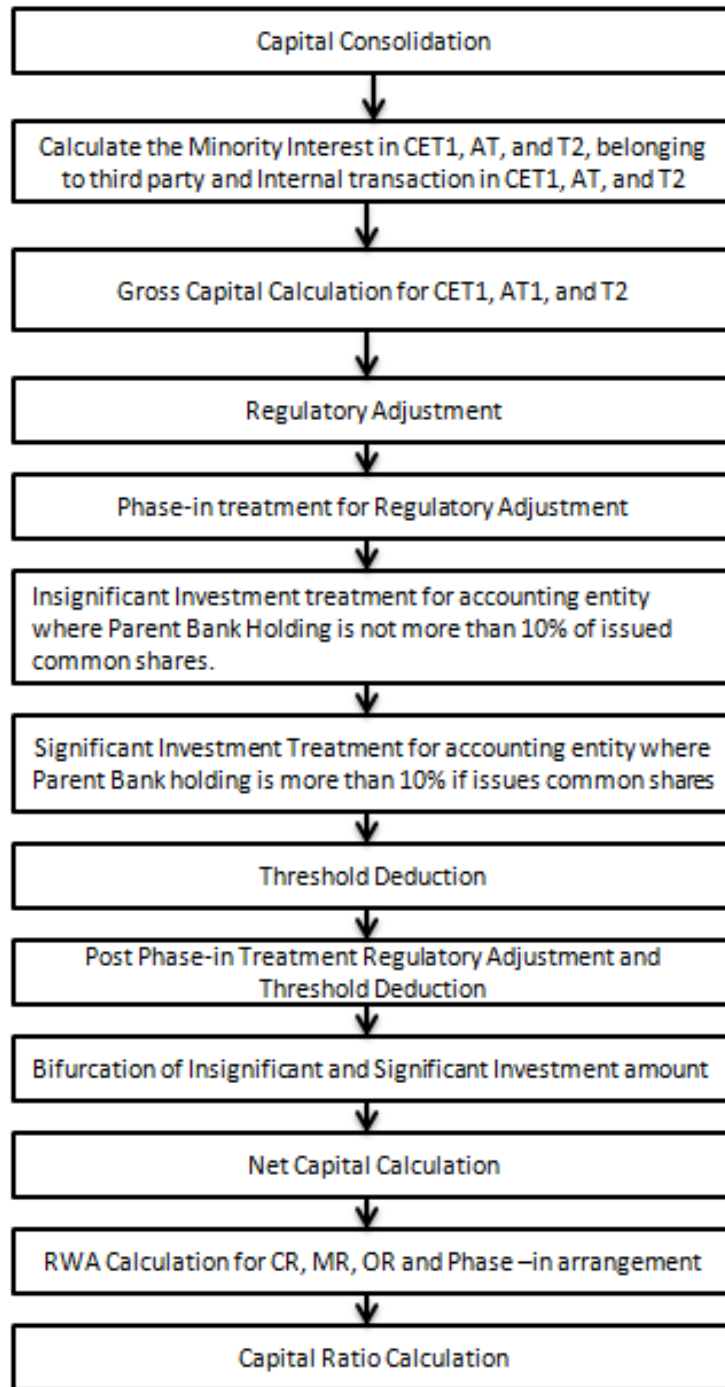 Capital Consolidation
Calculate the Minority Interest in CET1, AT, and T2, belonging
to third party and Internal transaction in CET1, AT, and T2
Gross Capital Calculation for CET1, AT1, and T2
Regulatory Adjustment
Phase-in treatment for Regulatory Adjustment
Insignificant Investment treatment for accounting entity
where Parent Bank Holding is not more than 10% of issued
common shares.
Significant Investment Treatment for accounting entity where
Parent Bank holding is more than 10% if issues common shares
Threshold Deduction
Post Phase-in Treatment Regulatory Adjustment and
Threshold Deduction
Bifurcation of Insignificant and Significant Investment amount
Net Capital Calculation
RWA Calculation for CR, MR, OR and Phase –in arrangement
Capital Ratio Calculation